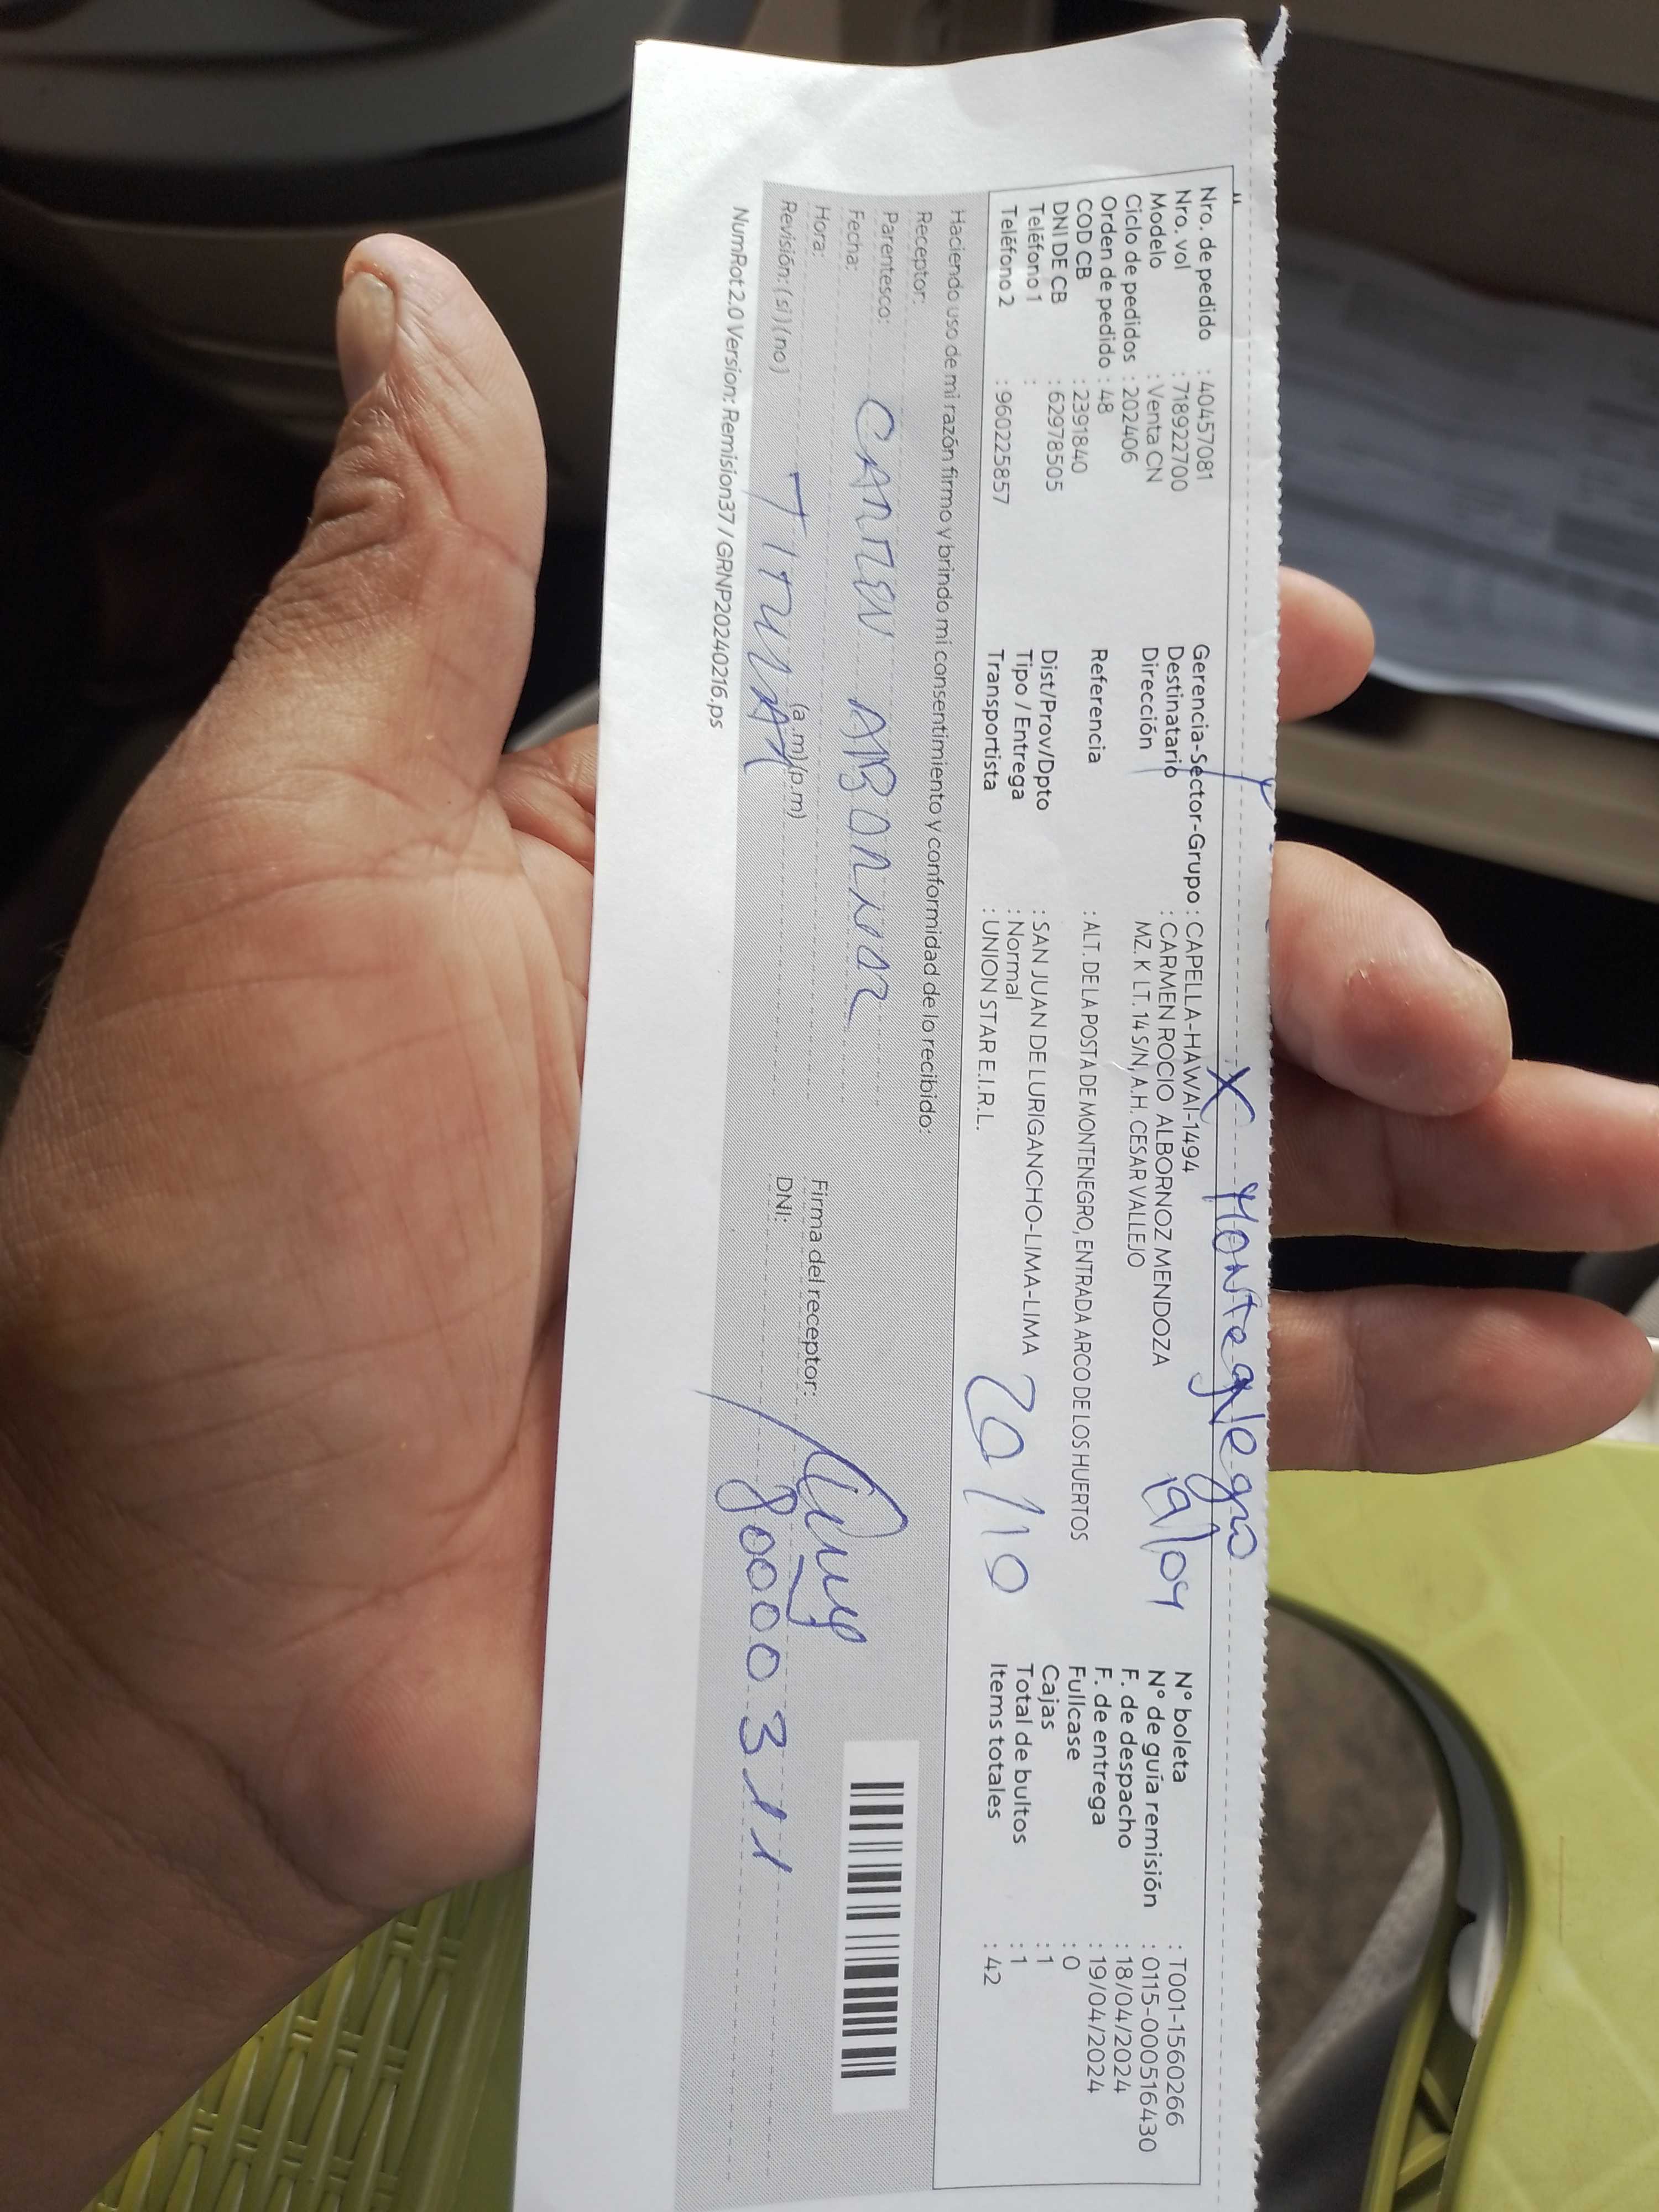 X Montenegro
Nro. de pedido : 40457081
Nro. vol : 718922700
Modelo : Venta CN
Ciclo de pedidos : 202406
Orden de pedido : 48
COD CB : 2391840
DNI DE CB : 62978505
Teléfono 1 :
Teléfono 2 : 960225857
Gerencia-Sector-Grupo : CAPELLA-HAWAI-1494
Destinatario : CARMEN ROCIO ALBORNOZ MENDOZA
Dirección MZ. K LT. 14 S/N, A.H. CESAR VALLEJO
Referencia : ALT. DE LA POSTA DE MONTENEGRO, ENTRADA ARCO DE LOS HUERTOS
Dist/Prov/Dpto : SAN JUAN DE LURIGANCHO-LIMA-LIMA
Tipo / Entrega : Normal
Transportista : UNION STAR E.I.R.L.
19/04
20/10
N° boleta : T001-1560266
N° de guía remisión : 0115-000516430
F. de despacho : 18/04/2024
F. de entrega : 19/04/2024
Fullcase : 0
Cajas : 1
Total de bultos : 1
Items totales : 42
Haciendo uso de mi razón firmo y brindo mi consentimiento y conformidad de lo recibido:
Receptor:
Parentesco:
CARMEN ALBORNOZ
Fecha:
Hora: (a.m)(p.m)
TITULAR
Revisión: (si) (no)
Firma del receptor:
DNI: 80000311
NumRot2.0 Version: Remision37 / GRNP20240216.ps